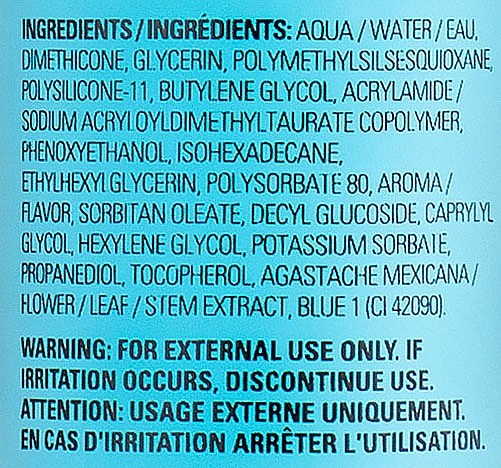 INGREDIENTS / INGRÉDIENTS: AQUA / WATER / EAU,
DIMETHICONE, GLYCERIN, POLYMETHYLSILSESQUIOXANE,
POLYSILICONE-11, BUTYLENE GLYCOL, ACRYLAMIDE /
SODIUM ACRYLOYLDIMETHYLTAURATE COPOLYMER,
PHENOXYETHANOL, ISOHEXADECANE,
ETHYLHEXYLGLYCERIN, POLYSORBATE 80, AROMA /
FLAVOR, SORBITAN OLEATE, DECYL GLUCOSIDE, CAPRYLYL
GLYCOL, HEXYLENE GLYCOL, POTASSIUM SORBATE,
PROPANEDIOL, TOCOPHEROL, AGASTACHE MEXICANA /
FLOWER / LEAF / STEM EXTRACT, BLUE 1 (CI 42090).
WARNING: FOR EXTERNAL USE ONLY. IF
IRRITATION OCCURS, DISCONTINUE USE.
ATTENTION: USAGE EXTERNE UNIQUEMENT.
EN CAS D'IRRITATION ARRÊTER L'UTILISATION.